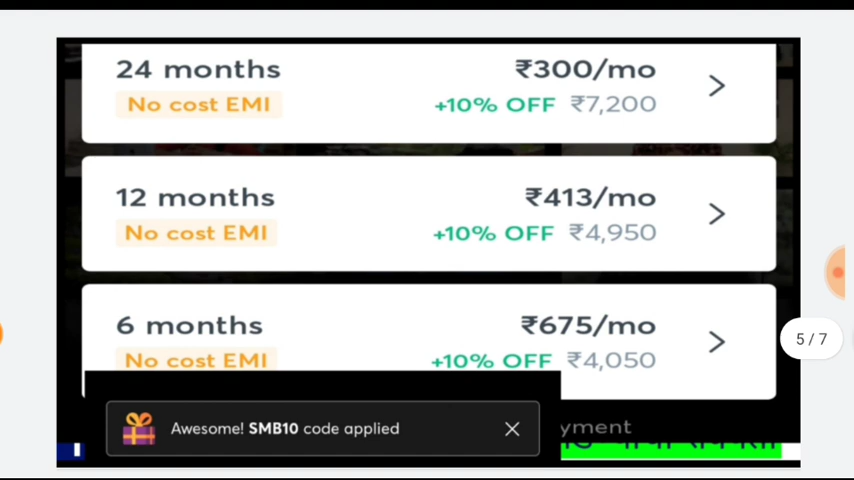 24 months ₹300/mo
No cost EMI +10% OFF ₹7,200
12 months ₹413/mo
No cost EMI +10% OFF ₹4,950
6 months ₹675/mo
No cost EMI +10% OFF ₹4,050
5 / 7
Awesome! SMB10 code applied
yment